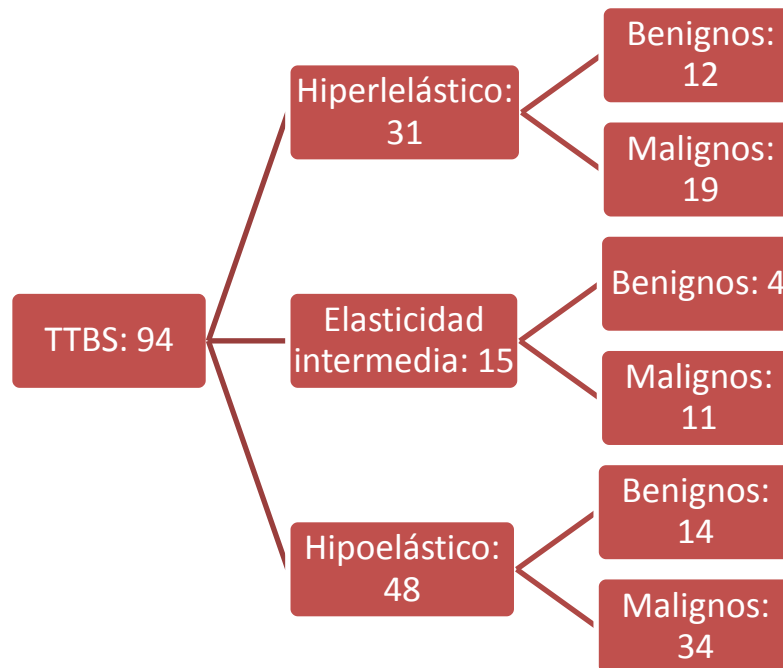 TTBS: 94
Hiperlelástico:
31
Benignos:
12
Malignos:
19
Elasticidad
intermedia: 15
Benignos: 4
Malignos:
11
Hipoelástico:
48
Benignos:
14
Malignos:
34